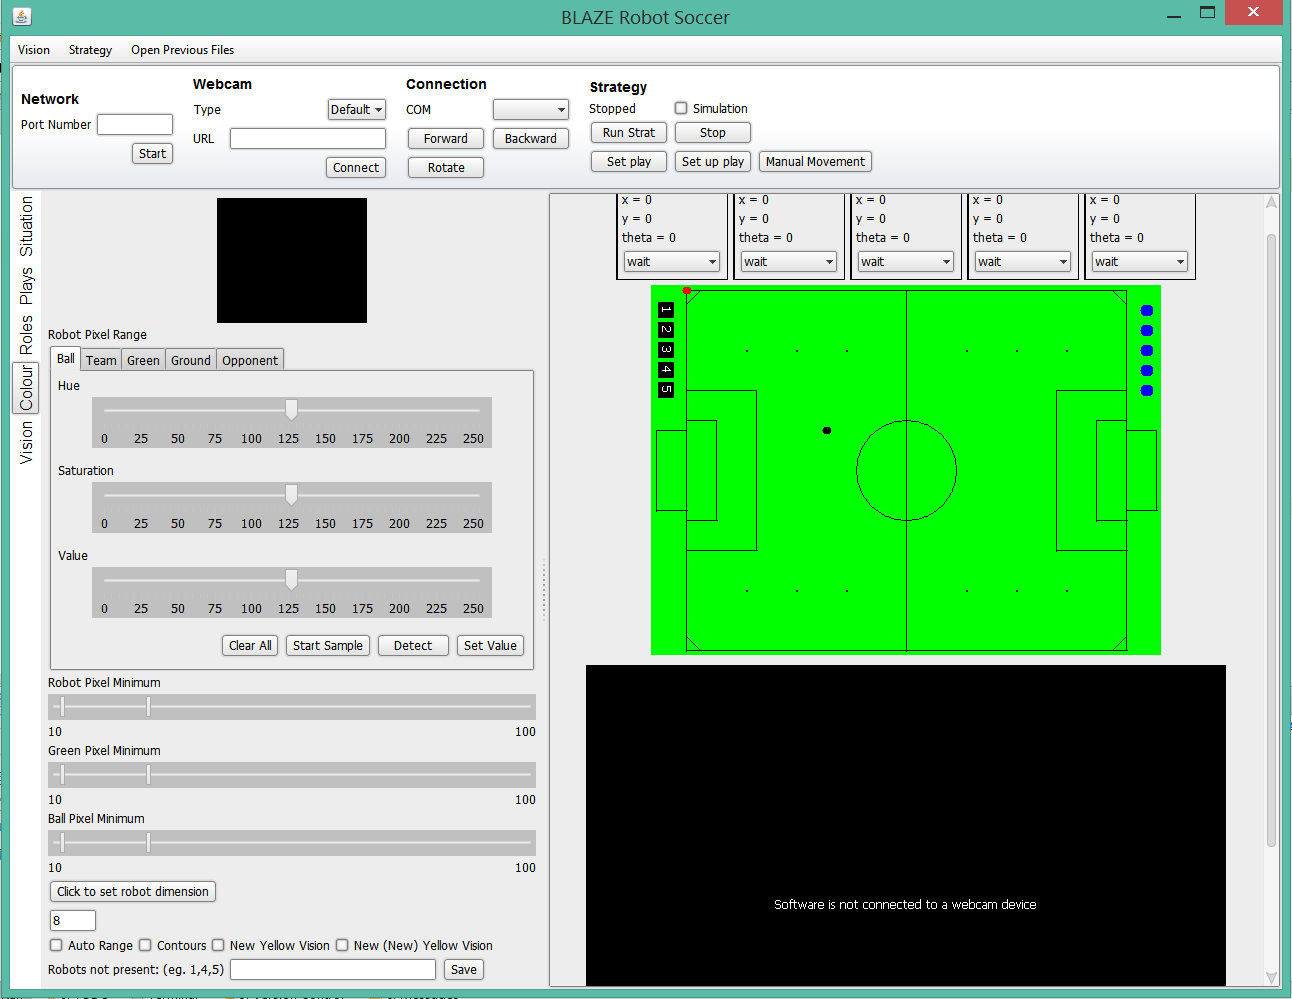 BLAZE Robot Soccer
Vision Strategy Open Previous Files
Network
Port Number
Start
Webcam
Type Default
URL
Connect
Connection
COM
Forward Backward
Rotate
Strategy
Stopped Simulation
Run Strat Stop
Set play Set up play Manual Movement
Situation
Plays
Roles
Colour
Vision
Robot Pixel Range
Ball Team Green Ground Opponent
Hue
0 25 50 75 100 125 150 175 200 225 250
Saturation
0 25 50 75 100 125 150 175 200 225 250
Value
0 25 50 75 100 125 150 175 200 225 250
Clear All Start Sample Detect Set Value
Robot Pixel Minimum
10 100
Green Pixel Minimum
10 100
Ball Pixel Minimum
10 100
Click to set robot dimension
8
Auto Range Contours New Yellow Vision New (New) Yellow Vision
Robots not present: (eg. 1,4,5) Save
x = 0 x = 0 x = 0 x = 0 x = 0
y = 0 y = 0 y = 0 y = 0 y = 0
theta = 0 theta = 0 theta = 0 theta = 0 theta = 0
wait wait wait wait wait
1
2
3
4
5
Software is not connected to a webcam device